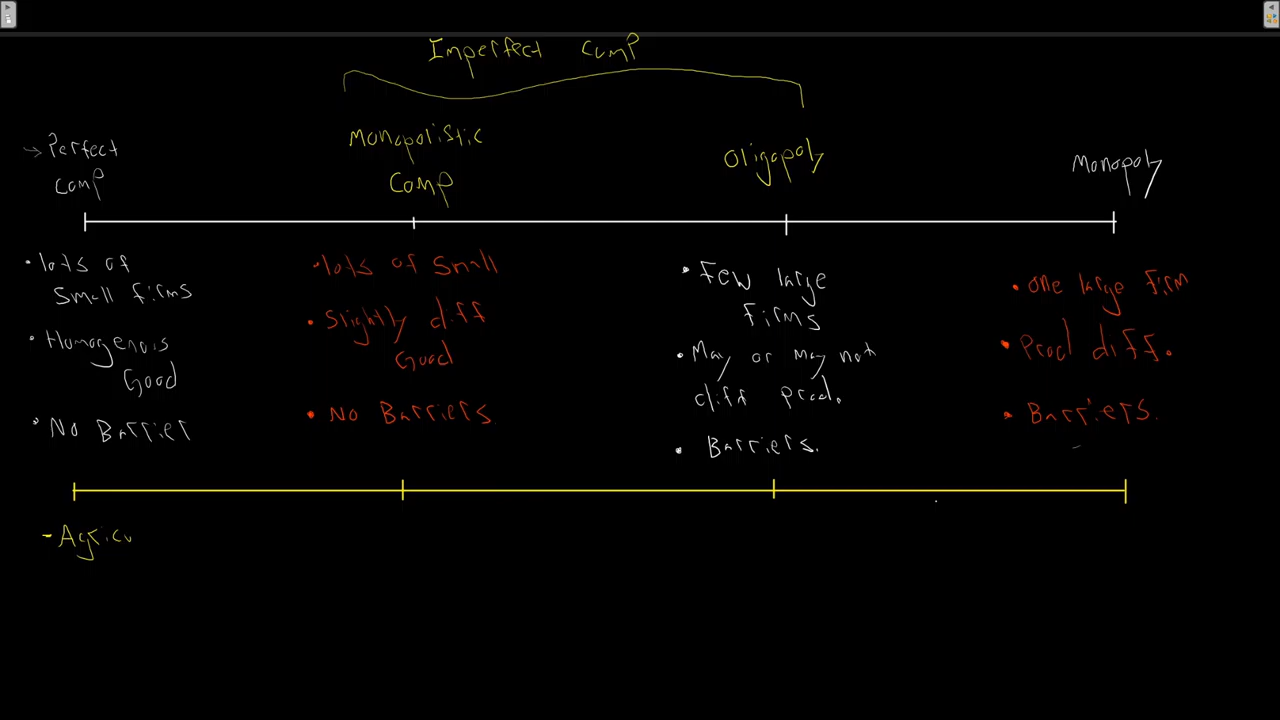 Imperfect Comp
→ Perfect
Comp
Monopolistic
Comp
Oligopoly
Monopoly
• lots of
Small firms
• Homogenois
Good
• No Barrier
• lots of Small
• Slightly diff
Good
• No Barriers
• Few large
Firms
• May or may not
diff prod.
• Barriers.
• One large firm
• Prod diff.
• Barriers.
- Agricu